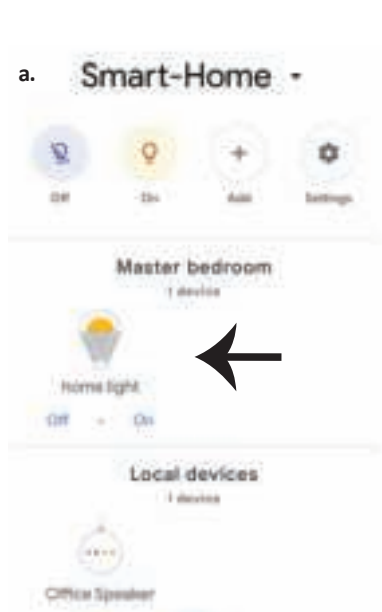 a. Smart-Home
Off On Add Settings
Master bedroom
1 device
home light
Off - On
Local devices
1 device
Office Speaker